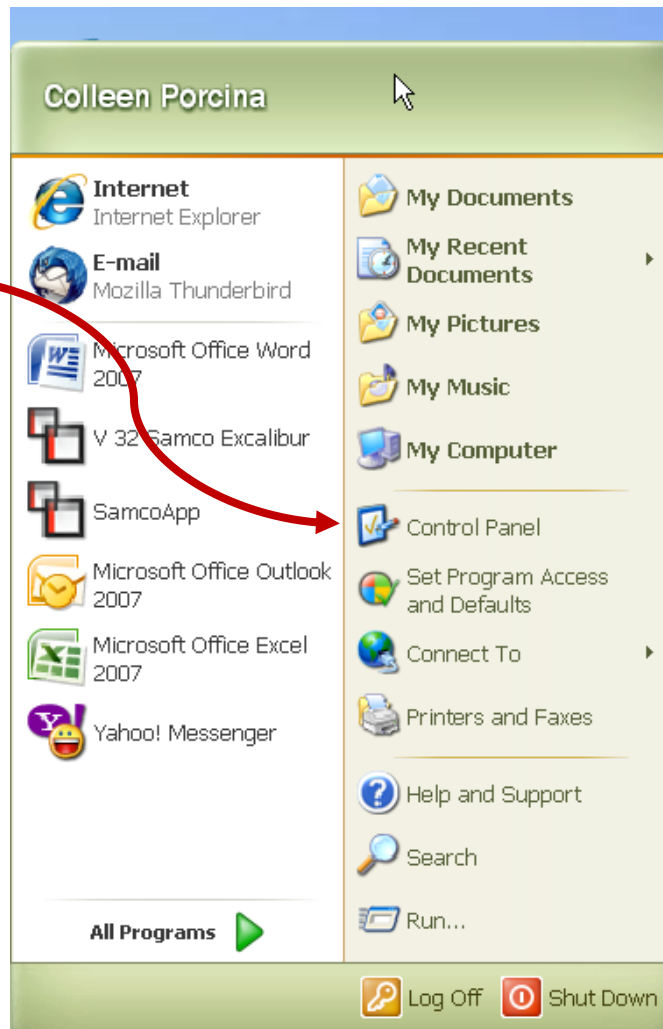 Colleen Porcina
Internet
Internet Explorer
E-mail
Mozilla Thunderbird
Microsoft Office Word
2007
V 32 Samco Excalibur
SamcoApp
Microsoft Office Outlook
2007
Microsoft Office Excel
2007
Yahoo! Messenger
All Programs
My Documents
My Recent
Documents
My Pictures
My Music
My Computer
Control Panel
Set Program Access
and Defaults
Connect To
Printers and Faxes
Help and Support
Search
Run...
Log Off
Shut Down